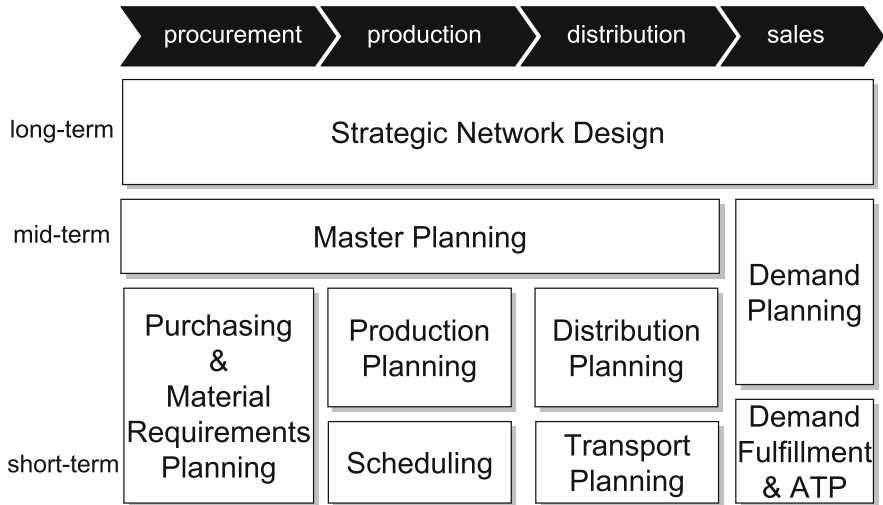 procurement
production
distribution
sales
long-term
Strategic Network Design
mid-term
Master Planning
Demand
Planning
Purchasing
&
Material
Requirements
Planning
Production
Planning
Distribution
Planning
short-term
Scheduling
Transport
Planning
Demand
Fulfillment
& ATP